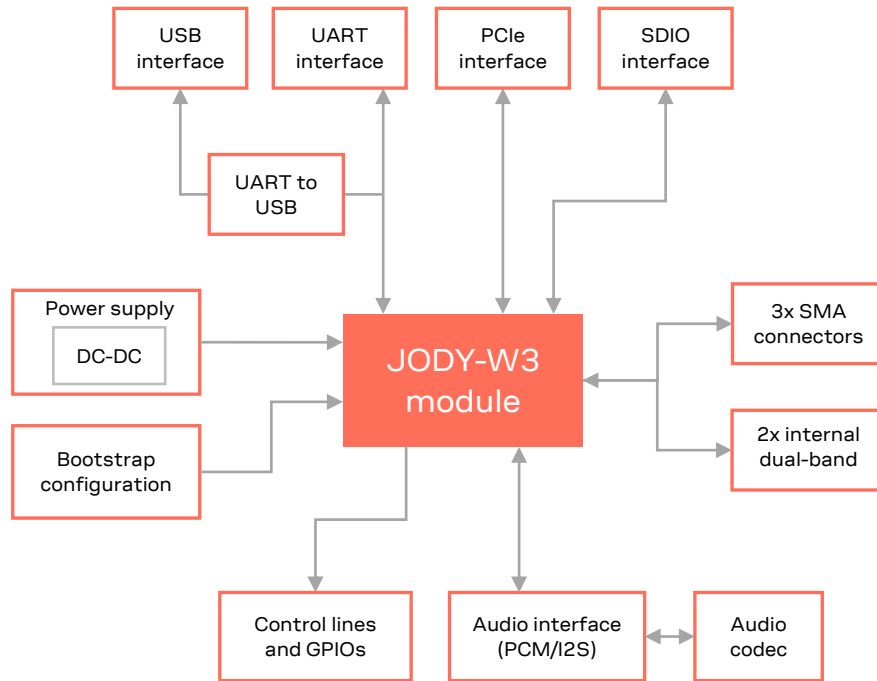 USB
interface
UART
interface
PCIe
interface
SDIO
interface
UART to
USB
Power supply
DC-DC
JODY-W3
module
3x SMA
connectors
Bootstrap
configuration
2x internal
dual-band
Control lines
and GPIOs
Audio interface
(PCM/I2S)
Audio
codec